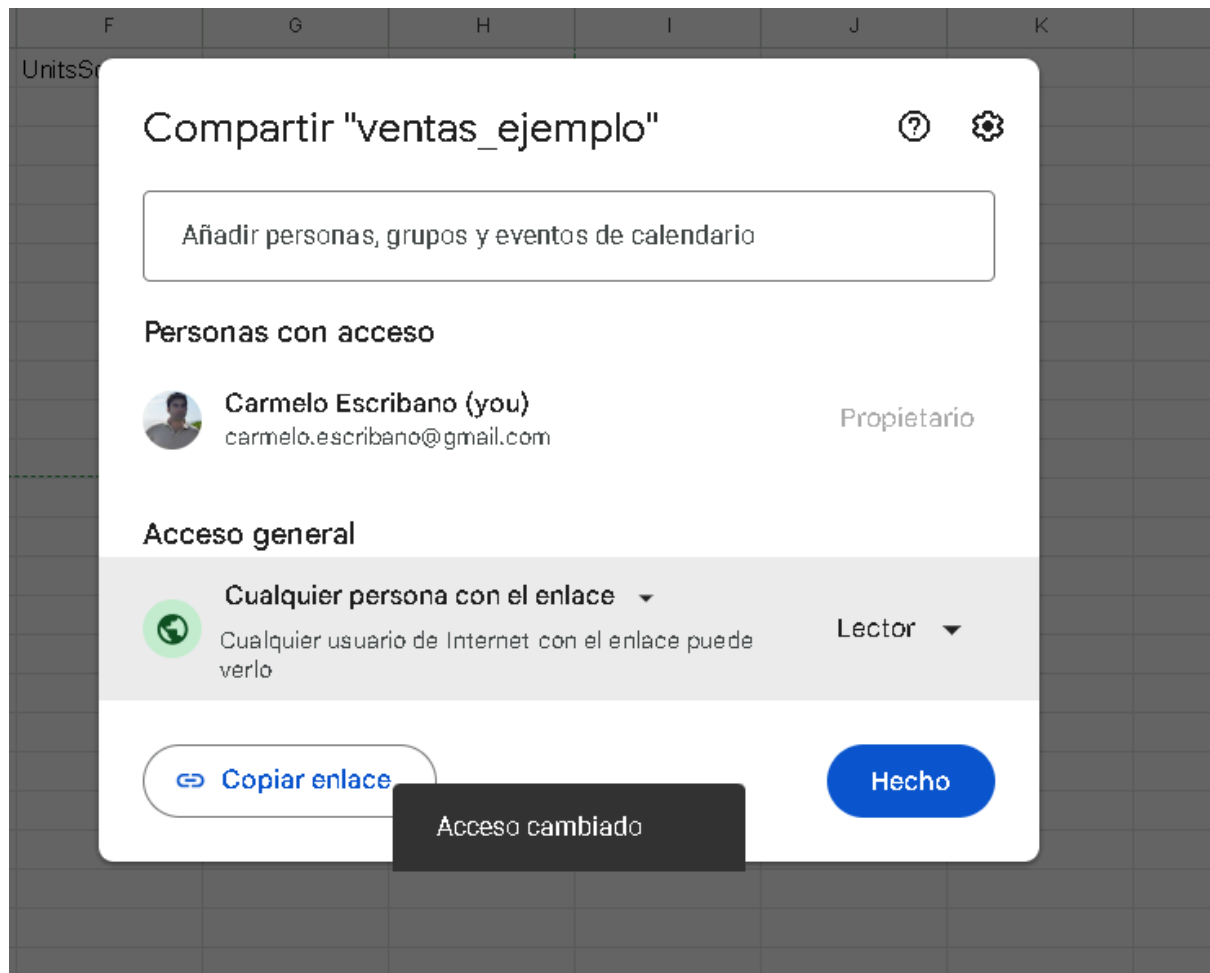 F G H I J K
UnitsSo
Compartir "ventas_ejemplo"
Añadir personas, grupos y eventos de calendario
Personas con acceso
Carmelo Escribano (you)
carmelo.escribano@gmail.com
Propietario
Acceso general
Cualquier persona con el enlace
Cualquier usuario de Internet con el enlace puede
verlo
Lector
Copiar enlace
Hecho
Acceso cambiado